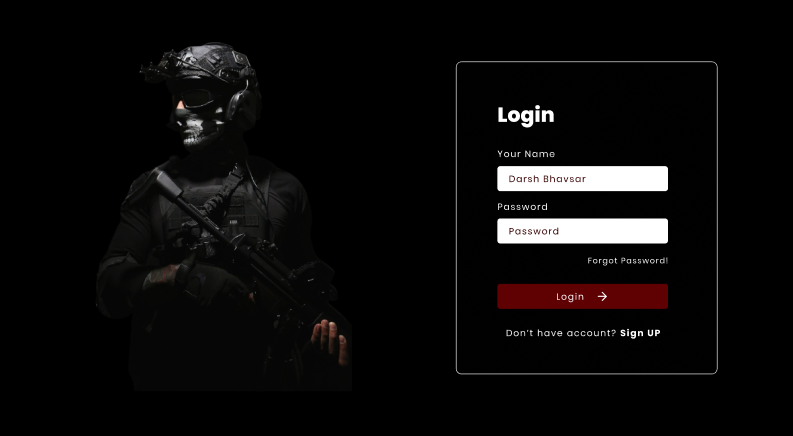 Login
Your Name
Darsh Bhavsar
Password
Password
Forgot Password!
Login →
Don't have account? Sign UP